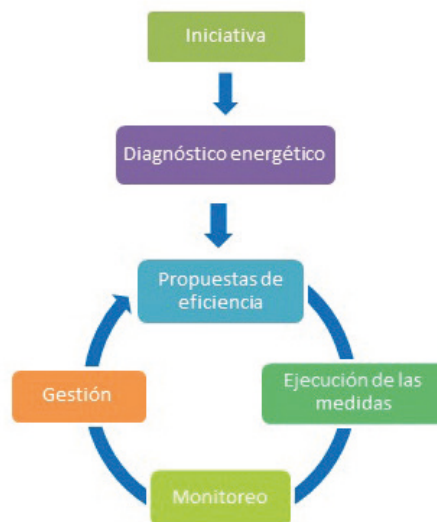 Iniciativa
Diagnóstico energético
Propuestas de
eficiencia
Gestión
Ejecución de las
medidas
Monitoreo